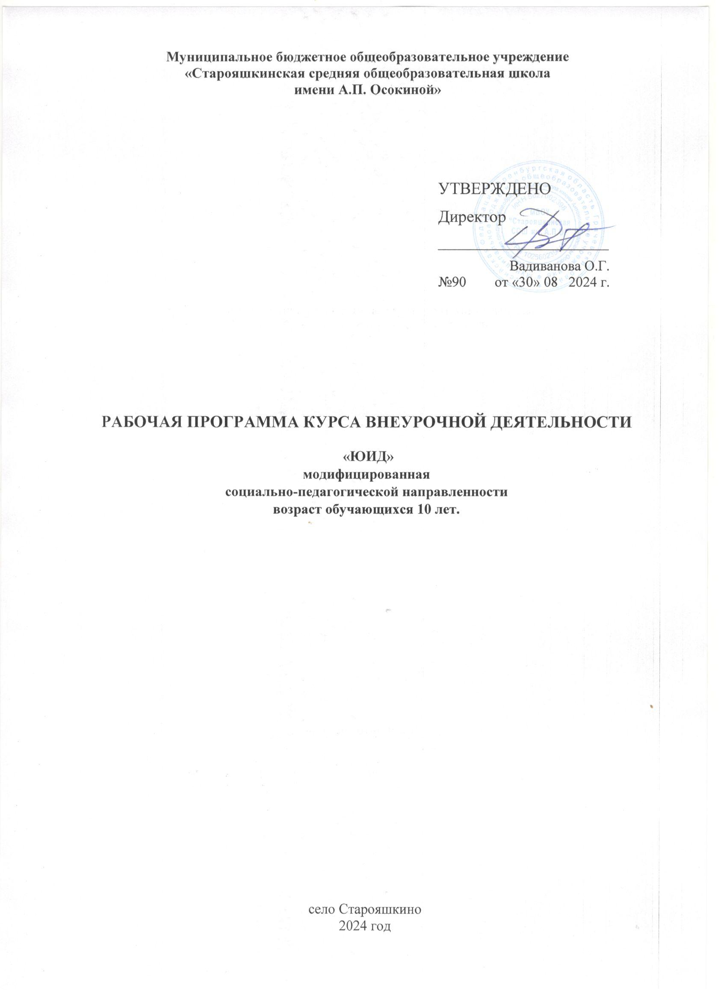 Муниципальное бюджетное общеобразовательное учреждение
«Старояшкинская средняя общеобразовательная школа
имени А.П. Осокиной»
УТВЕРЖДЕНО
Директор
Вадиванова О.Г.
№90 от «30» 08 2024 г.
РАБОЧАЯ ПРОГРАММА КУРСА ВНЕУРОЧНОЙ ДЕЯТЕЛЬНОСТИ
«ЮИД»
модифицированная
социально-педагогической направленности
возраст обучающихся 10 лет.
село Старояшкино
2024 год